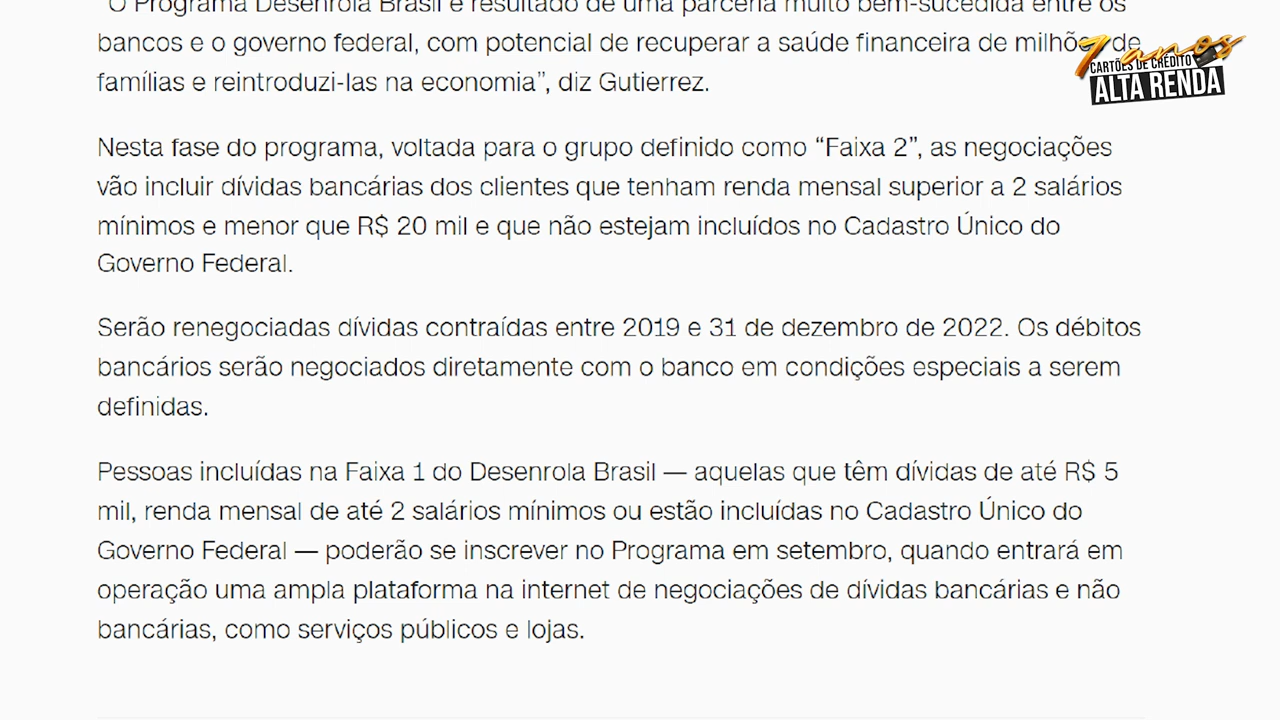 "O Programa Desenrola Brasil é resultado de uma parceria muito bem-sucedida entre os
bancos e o governo federal, com potencial de recuperar a saúde financeira de milhões de
famílias e reintroduzi-las na economia”, diz Gutierrez.
7 anos
CARTÕES DE CRÉDITO
ALTA RENDA
Nesta fase do programa, voltada para o grupo definido como “Faixa 2”, as negociações
vão incluir dívidas bancárias dos clientes que tenham renda mensal superior a 2 salários
mínimos e menor que R$ 20 mil e que não estejam incluídos no Cadastro Único do
Governo Federal.
Serão renegociadas dívidas contraídas entre 2019 e 31 de dezembro de 2022. Os débitos
bancários serão negociados diretamente com o banco em condições especiais a serem
definidas.
Pessoas incluídas na Faixa 1 do Desenrola Brasil — aquelas que têm dívidas de até R$ 5
mil, renda mensal de até 2 salários mínimos ou estão incluídas no Cadastro Único do
Governo Federal — poderão se inscrever no Programa em setembro, quando entrará em
operação uma ampla plataforma na internet de negociações de dívidas bancárias e não
bancárias, como serviços públicos e lojas.